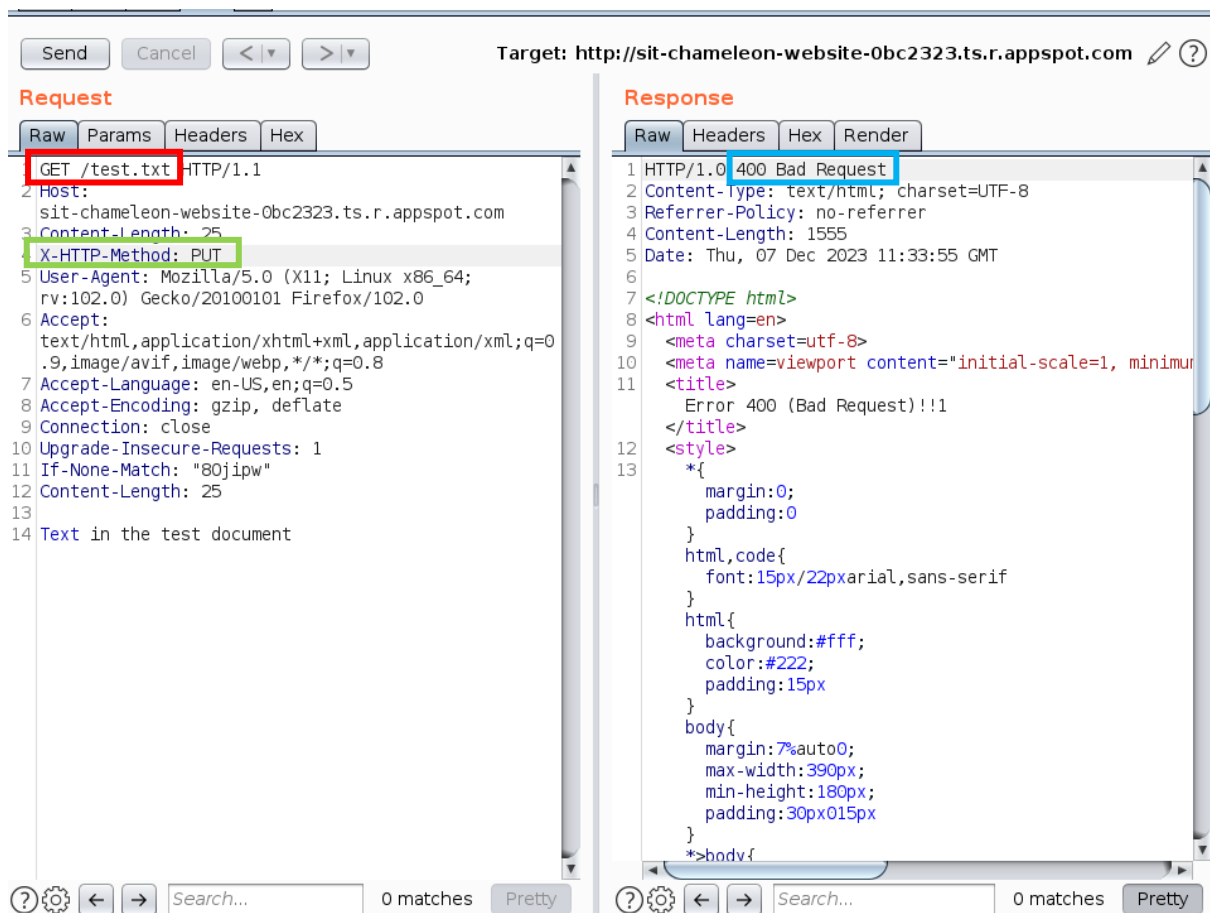 Send Cancel < > Target: http://sit-chameleon-website-0bc2323.ts.r.appspot.com
Request
Raw Params Headers Hex
1 GET /test.txt HTTP/1.1
2 Host:
sit-chameleon-website-0bc2323.ts.r.appspot.com
3 Content-Length: 25
X-HTTP-Method: PUT
5 User-Agent: Mozilla/5.0 (X11; Linux x86_64;
rv:102.0) Gecko/20100101 Firefox/102.0
6 Accept:
text/html,application/xhtml+xml,application/xml;q=0
.9,image/avif,image/webp,*/*;q=0.8
7 Accept-Language: en-US,en;q=0.5
8 Accept-Encoding: gzip, deflate
9 Connection: close
10 Upgrade-Insecure-Requests: 1
11 If-None-Match: "80jipw"
12 Content-Length: 25
13
14 Text in the test document
Search... 0 matches Pretty
Response
Raw Headers Hex Render
1 HTTP/1.0 400 Bad Request
2 Content-Type: text/html; charset=UTF-8
3 Referrer-Policy: no-referrer
4 Content-Length: 1555
5 Date: Thu, 07 Dec 2023 11:33:55 GMT
6
7 <!DOCTYPE html>
8 <html lang=en>
9 <meta charset=utf-8>
10 <meta name=viewport content="initial-scale=1, minimum
11 <title>
Error 400 (Bad Request)!!1
</title>
12 <style>
13 *{
margin:0;
padding:0
}
html,code{
font:15px/22pxarial,sans-serif
}
html{
background:#fff;
color:#222;
padding:15px
}
body{
margin:7%auto0;
max-width:390px;
min-height:180px;
padding:30px015px
}
*>body{
Search... 0 matches Pretty